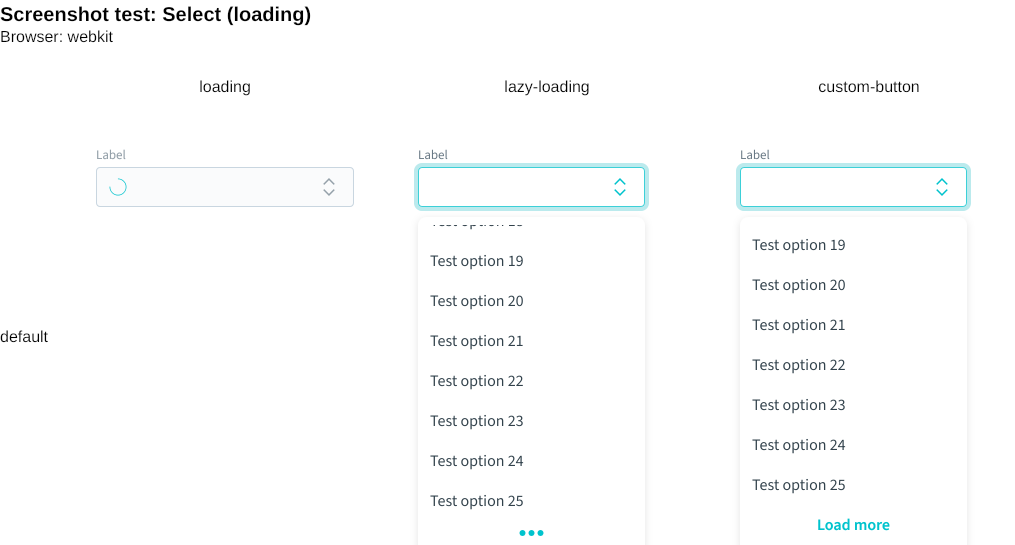 Screenshot test: Select (loading)
Browser: webkit
loading
lazy-loading
custom-button
Label
Label
Label
default
Test option
Test option 19
Test option 20
Test option 21
Test option 22
Test option 23
Test option 24
Test option 25
Test option 19
Test option 20
Test option 21
Test option 22
Test option 23
Test option 24
Test option 25
Load more